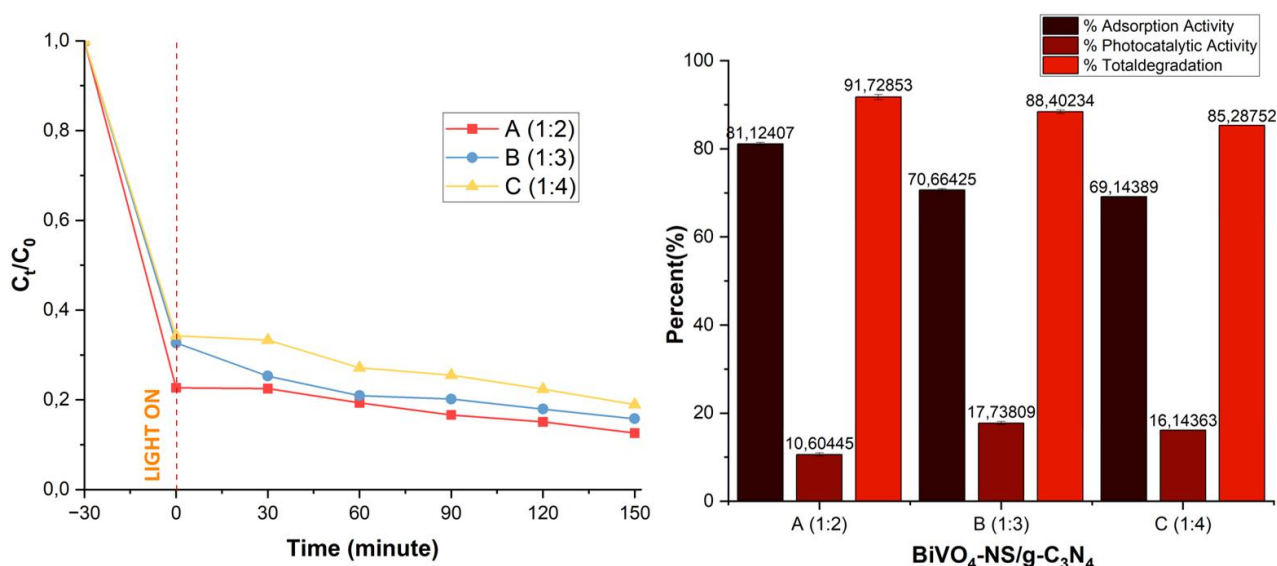 1,0
0,8
0,6
0,4
0,2
0,0
Ct/C0
A (1:2)
B (1:3)
C (1:4)
LIGHT ON
−30 0 30 60 90 120 150
Time (minute)
% Adsorption Activity
% Photocatalytic Activity
% Totaldegradation
100
80
60
40
20
0
Percent(%)
81,12407
10,60445
91,72853
70,66425
17,73809
88,40234
69,14389
16,14363
85,28752
A (1:2) B (1:3) C (1:4)
BiVO4-NS/g-C3N4